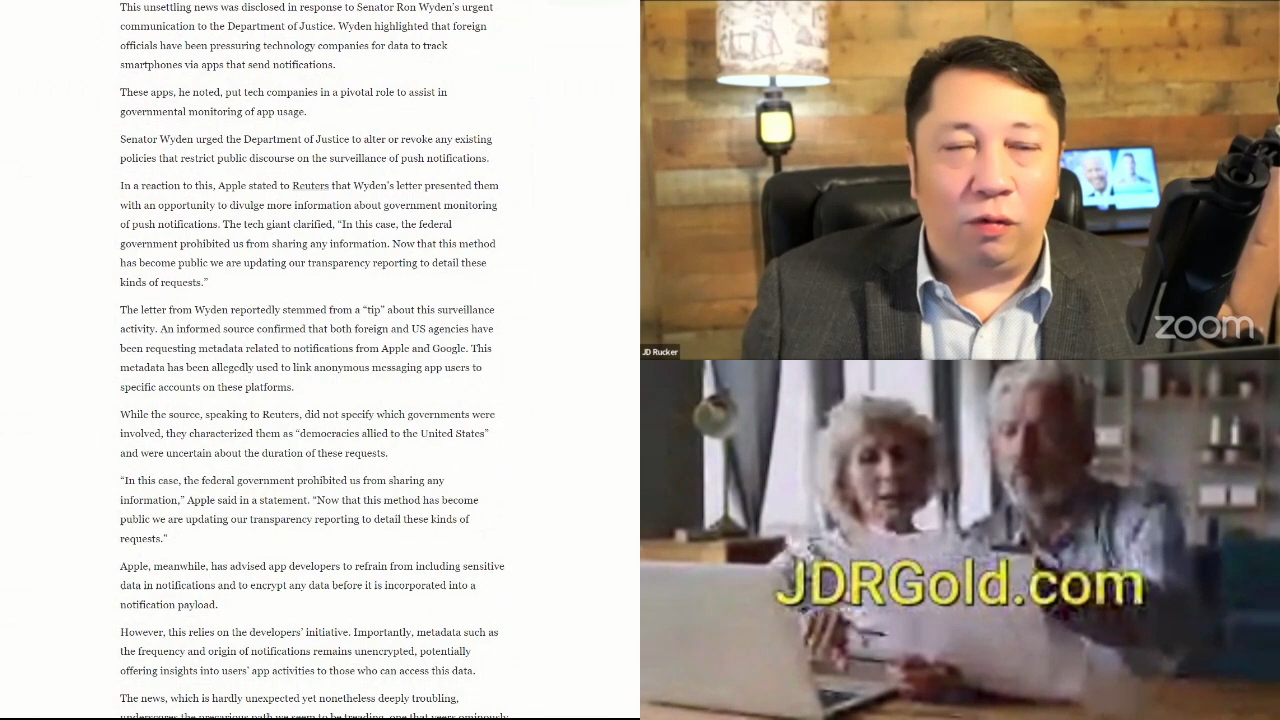 This unsettling news was disclosed in response to Senator Ron Wyden’s urgent
communication to the Department of Justice. Wyden highlighted that foreign
officials have been pressuring technology companies for data to track
smartphones via apps that send notifications.
These apps, he noted, put tech companies in a pivotal role to assist in
governmental monitoring of app usage.
Senator Wyden urged the Department of Justice to alter or revoke any existing
policies that restrict public discourse on the surveillance of push notifications.
In a reaction to this, Apple stated to Reuters that Wyden’s letter presented them
with an opportunity to divulge more information about government monitoring
of push notifications. The tech giant clarified, “In this case, the federal
government prohibited us from sharing any information. Now that this method
has become public we are updating our transparency reporting to detail these
kinds of requests.”
The letter from Wyden reportedly stemmed from a “tip” about this surveillance
activity. An informed source confirmed that both foreign and US agencies have
been requesting metadata related to notifications from Apple and Google. This
metadata has been allegedly used to link anonymous messaging app users to
specific accounts on these platforms.
While the source, speaking to Reuters, did not specify which governments were
involved, they characterized them as “democracies allied to the United States”
and were uncertain about the duration of these requests.
“In this case, the federal government prohibited us from sharing any
information,” Apple said in a statement. “Now that this method has become
public we are updating our transparency reporting to detail these kinds of
requests.”
Apple, meanwhile, has advised app developers to refrain from including sensitive
data in notifications and to encrypt any data before it is incorporated into a
notification payload.
However, this relies on the developers’ initiative. Importantly, metadata such as
the frequency and origin of notifications remains unencrypted, potentially
offering insights into users’ app activities to those who can access this data.
The news, which is hardly unexpected yet nonetheless deeply troubling,
underscores the precarious path we seem to be treading, one that veers ominously
zoom
JD Rucker
JDRGold.com